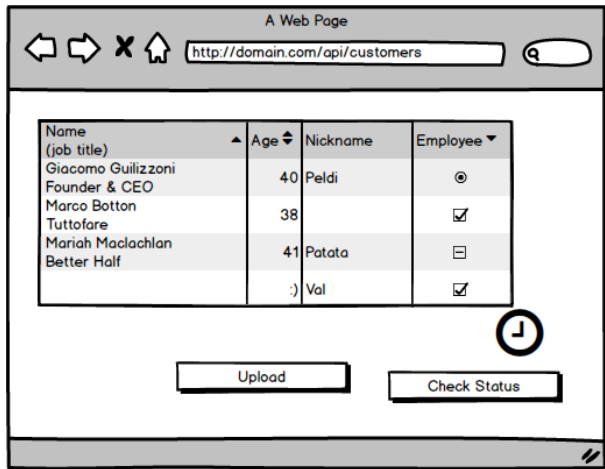 A Web Page
http://domain.com/api/customers
Name
(job title)
Age
Nickname
Employee
Giacomo Guilizzoni
Founder & CEO
40
Peldi
Marco Botton
Tuttofare
38
Mariah Maclachlan
Better Half
41
Patata
:)
Val
Upload
Check Status